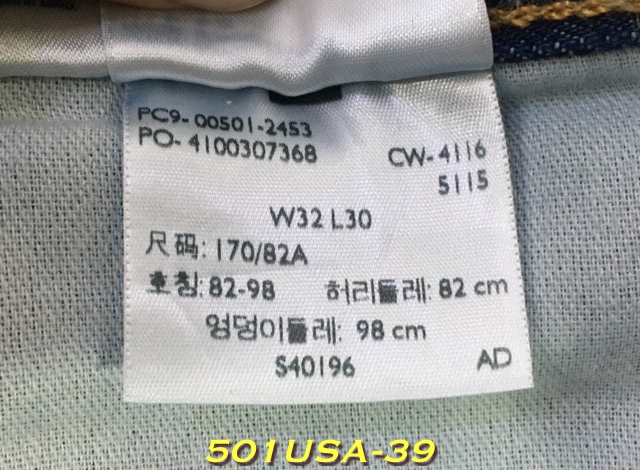 PC9-00501-2453
PO-4100307368
CW-4116
5115
W32 L30
尺码: 170/82A
호칭: 82-98 허리둘레: 82 cm
엉덩이둘레: 98 cm
S40196 AD
501USA-39